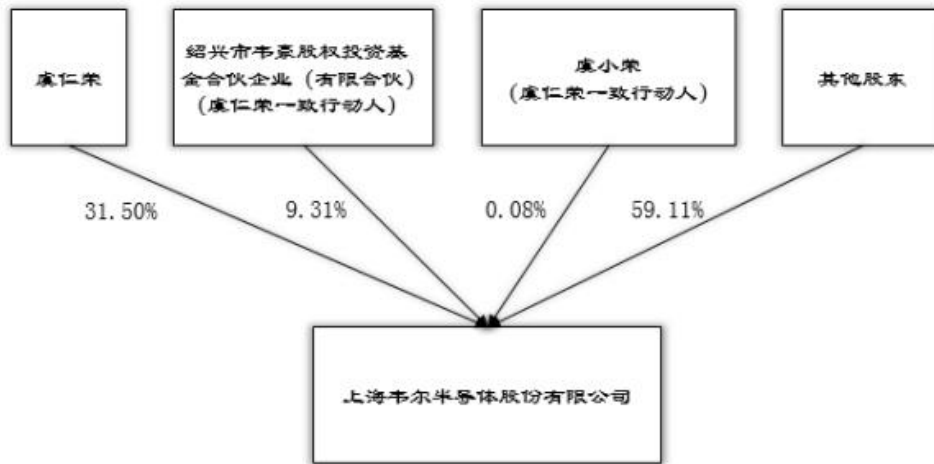 虞仁荣
绍兴市韦豪股权投资基
金合伙企业（有限合伙）
（虞仁荣一致行动人）
虞小荣
（虞仁荣一致行动人）
其他股东
31.50%
9.31%
0.08%
59.11%
上海韦尔半导体股份有限公司